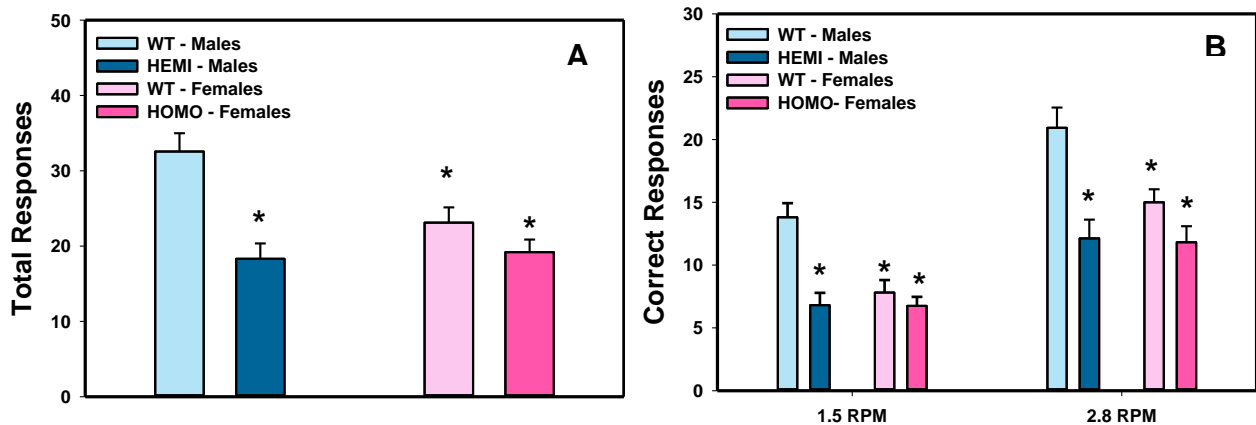 50
40
30
20
10
0
Total Responses
WT - Males
HEMI - Males
WT - Females
HOMO - Females
A
*
*
*
30
25
20
15
10
5
0
Correct Responses
WT - Males
HEMI - Males
WT - Females
HOMO- Females
B
*
*
*
*
*
*
1.5 RPM
2.8 RPM